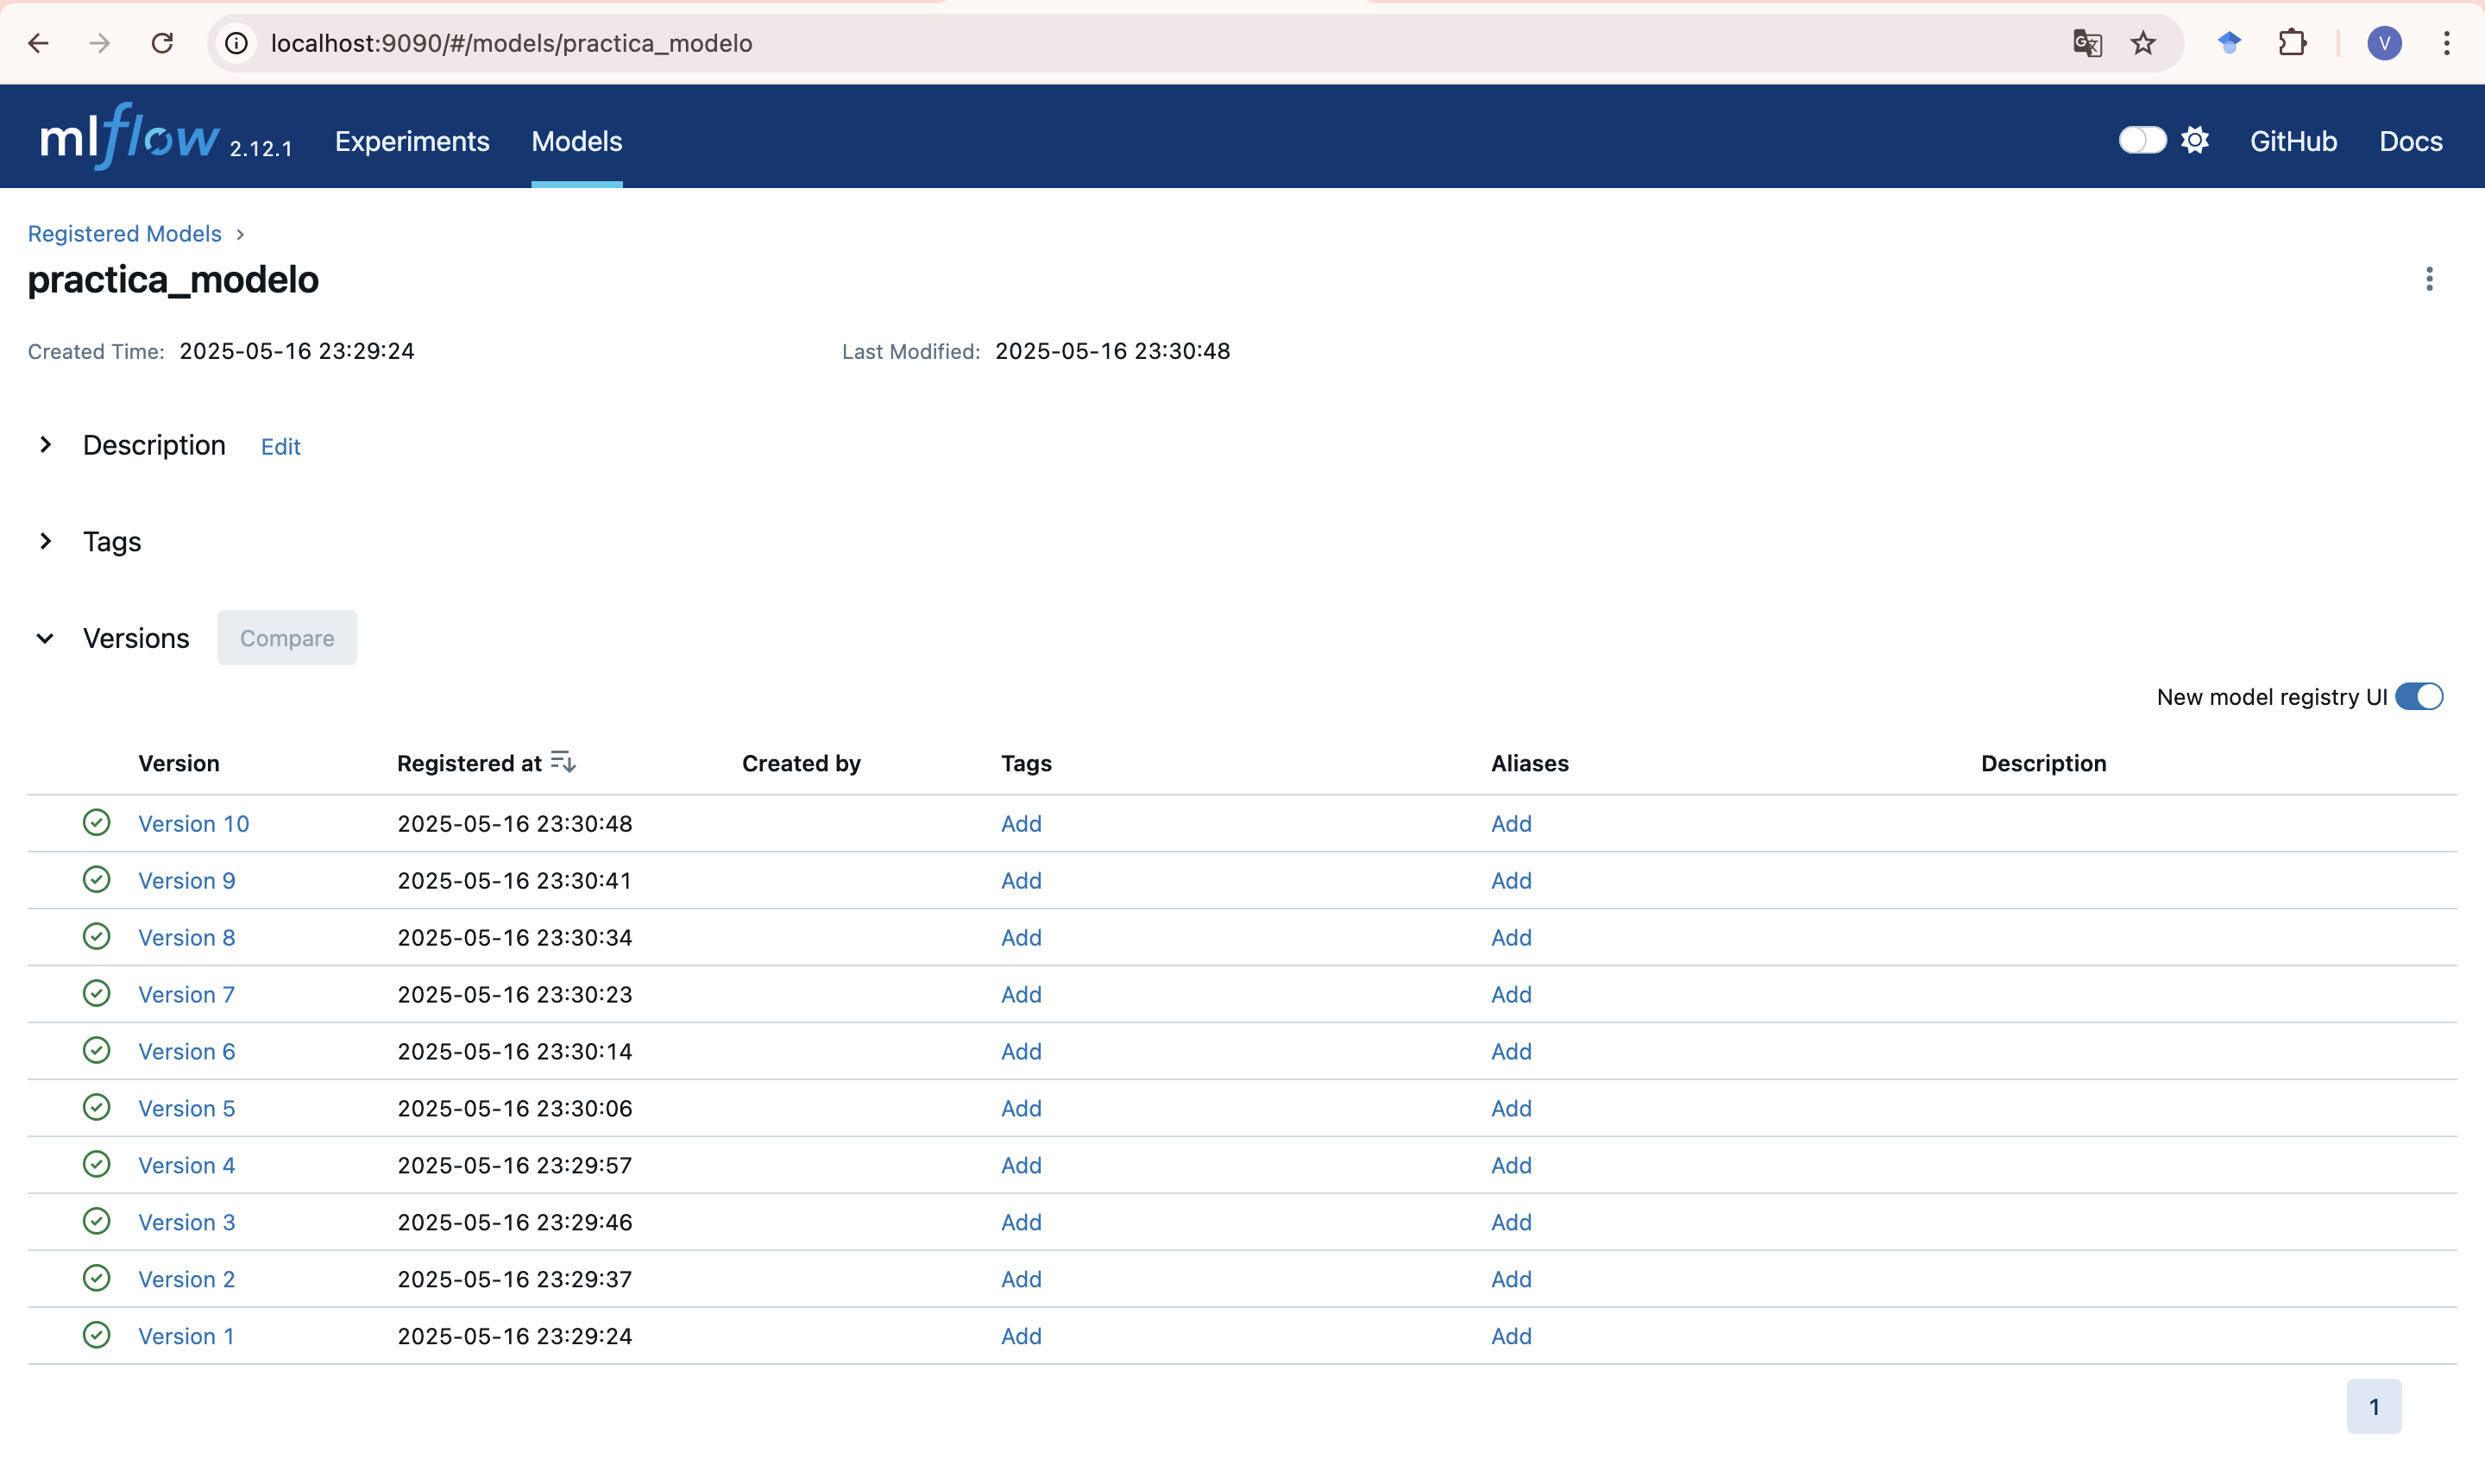 localhost:9090/#/models/practica_modelo
V
mlflow 2.12.1 Experiments Models GitHub Docs
Registered Models
practica_modelo
Created Time: 2025-05-16 23:29:24 Last Modified: 2025-05-16 23:30:48
Description Edit
Tags
Versions Compare
New model registry UI
Version Registered at Created by Tags Aliases Description
Version 10 2025-05-16 23:30:48 Add Add
Version 9 2025-05-16 23:30:41 Add Add
Version 8 2025-05-16 23:30:34 Add Add
Version 7 2025-05-16 23:30:23 Add Add
Version 6 2025-05-16 23:30:14 Add Add
Version 5 2025-05-16 23:30:06 Add Add
Version 4 2025-05-16 23:29:57 Add Add
Version 3 2025-05-16 23:29:46 Add Add
Version 2 2025-05-16 23:29:37 Add Add
Version 1 2025-05-16 23:29:24 Add Add
1